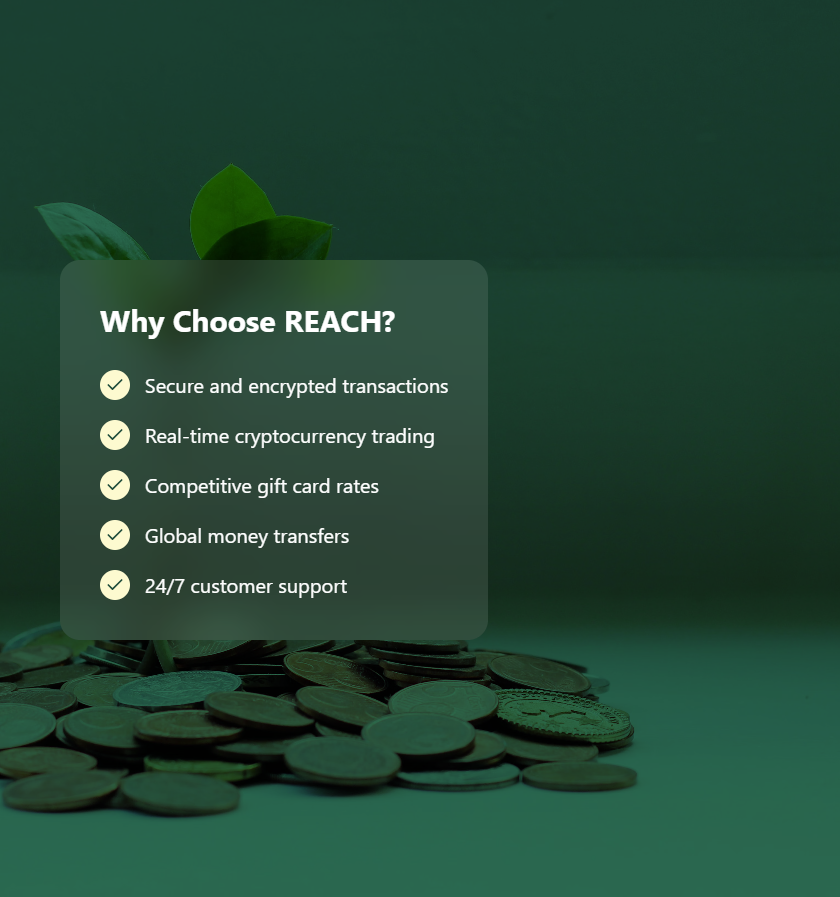 Why Choose REACH?
Secure and encrypted transactions
Real-time cryptocurrency trading
Competitive gift card rates
Global money transfers
24/7 customer support